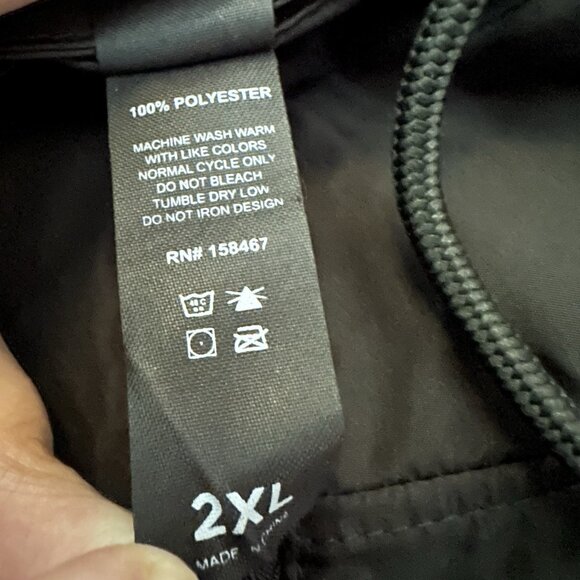 100% POLYESTER
MACHINE WASH WARM
WITH LIKE COLORS
NORMAL CYCLE ONLY
DO NOT BLEACH
TUMBLE DRY LOW
DO NOT IRON DESIGN
RN# 158467
40 C
2XL
MADE